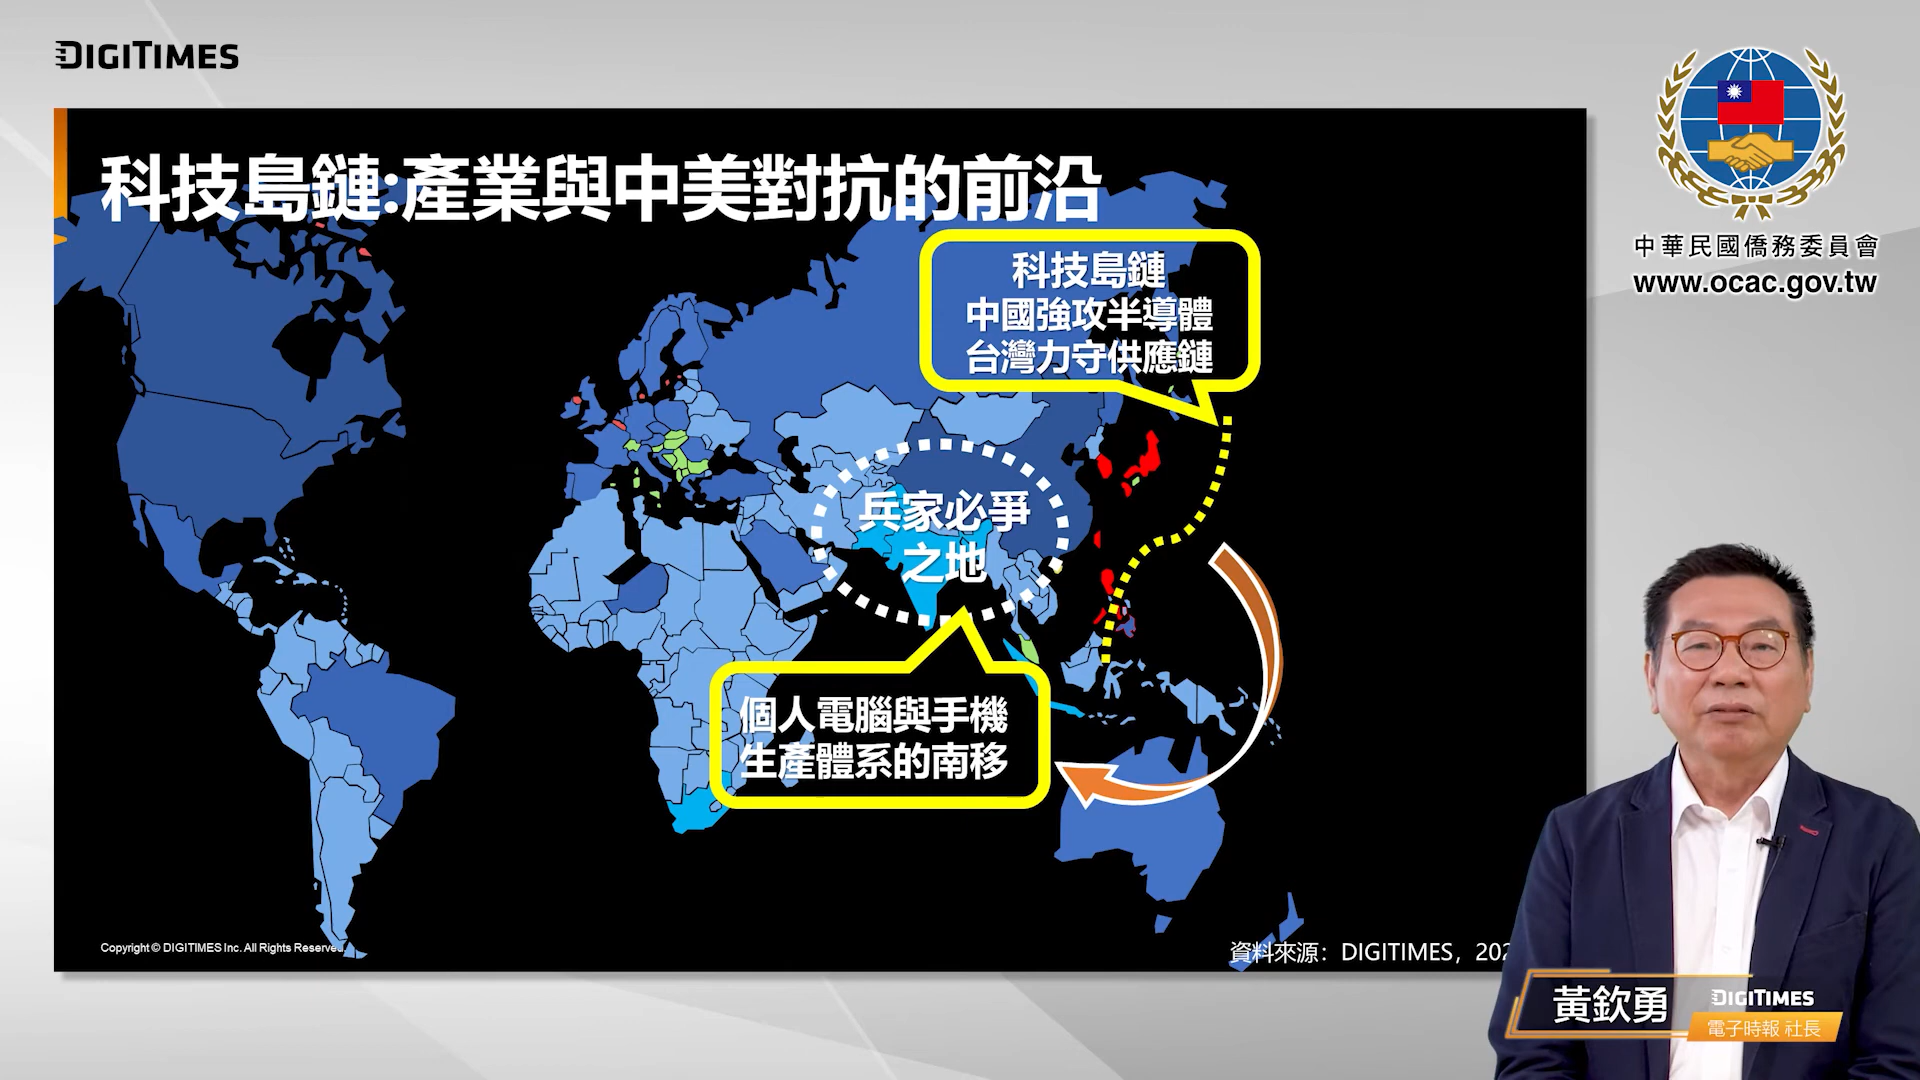 DIGITIMES
科技島鏈:產業與中美對抗的前沿
科技島鏈
中國強攻半導體
台灣力守供應鏈
兵家必爭
之地
個人電腦與手機
生產體系的南移
Copyright © DIGITIMES Inc. All Rights Reserved.
資料來源：DIGITIMES，202
中華民國僑務委員會
www.ocac.gov.tw
黃欽勇
DIGITIMES
電子時報 社長